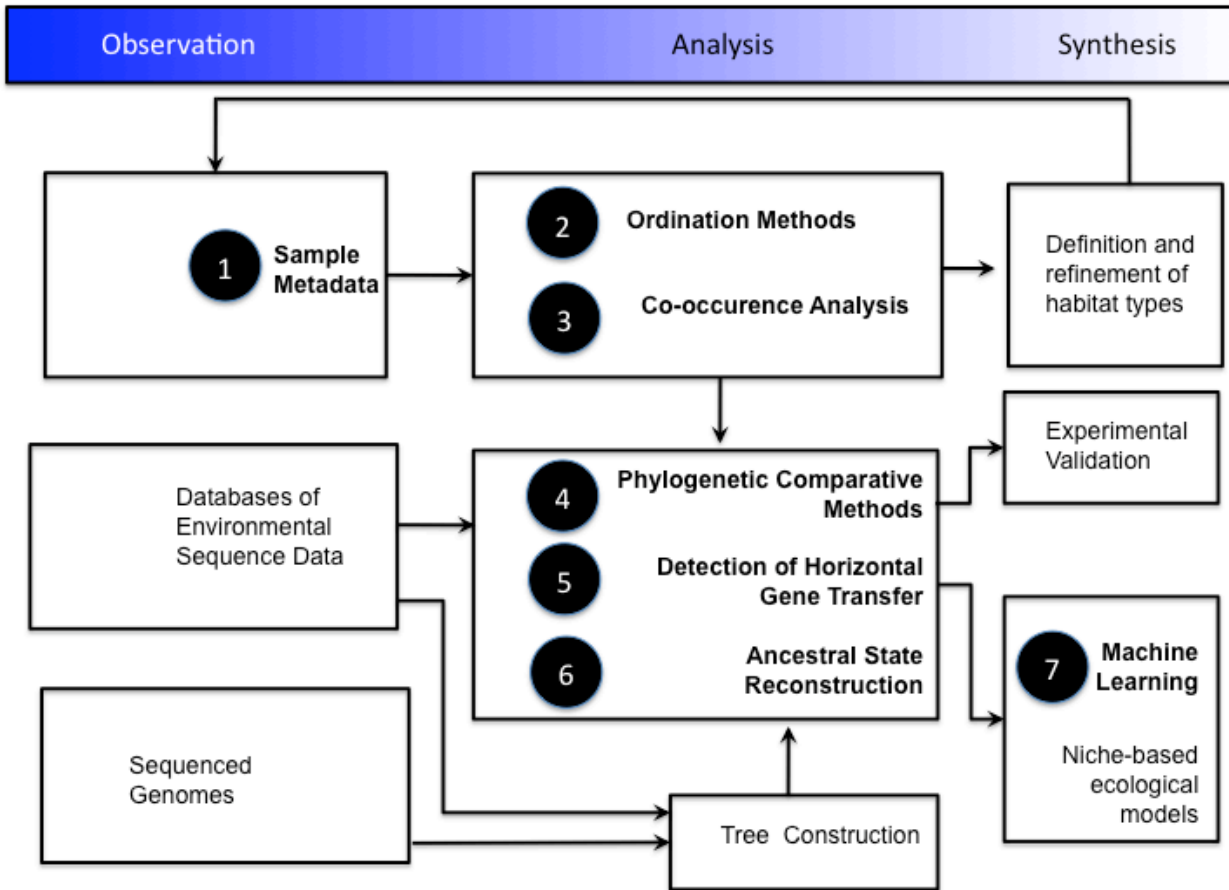 Observation
Analysis
Synthesis
1
Sample
Metadata
2
Ordination Methods
3
Co-occurence Analysis
Definition and
refinement of
habitat types
Databases of
Environmental
Sequence Data
4
Phylogenetic Comparative
Methods
5
Detection of Horizontal
Gene Transfer
6
Ancestral State
Reconstruction
Experimental
Validation
7
Machine
Learning
Niche-based
ecological
models
Sequenced
Genomes
Tree Construction